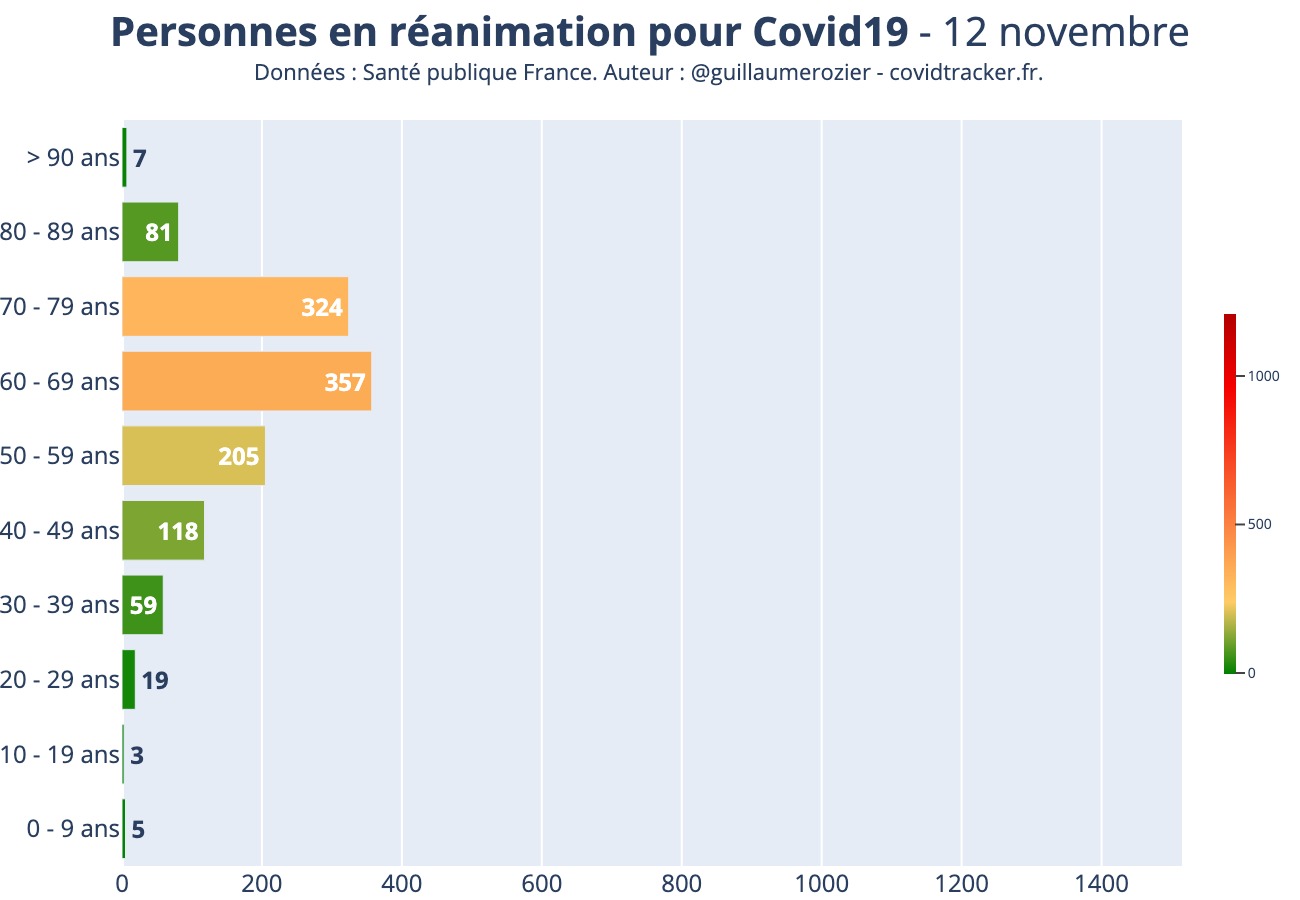 Personnes en réanimation pour Covid19 - 12 novembre
Données : Santé publique France. Auteur : @guillaumerozier - covidtracker.fr.
> 90 ans 7
80 - 89 ans 81
70 - 79 ans 324
60 - 69 ans 357
50 - 59 ans 205
40 - 49 ans 118
30 - 39 ans 59
20 - 29 ans 19
10 - 19 ans 3
0 - 9 ans 5
0 200 400 600 800 1000 1200 1400
1000
500
0